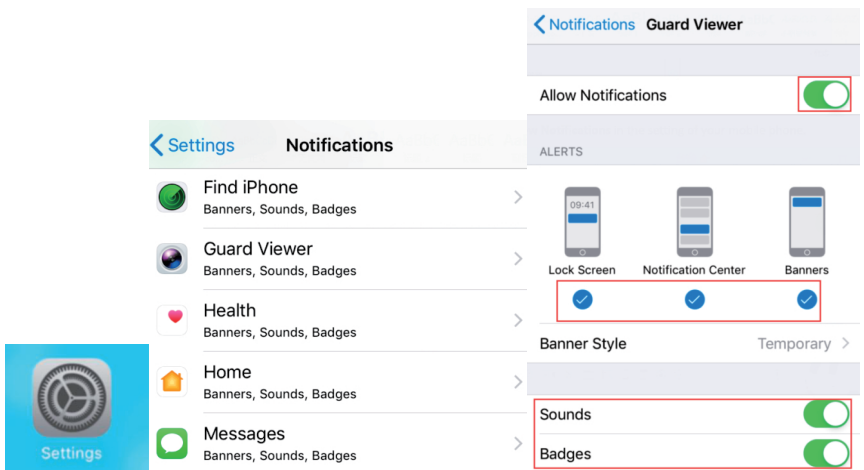 Settings
Settings Notifications
Find iPhone
Banners, Sounds, Badges
Guard Viewer
Banners, Sounds, Badges
Health
Banners, Sounds, Badges
Home
Banners, Sounds, Badges
Messages
Banners, Sounds, Badges
Notifications Guard Viewer
Allow Notifications
ALERTS
09:41
Lock Screen Notification Center Banners
Banner Style Temporary
Sounds
Badges